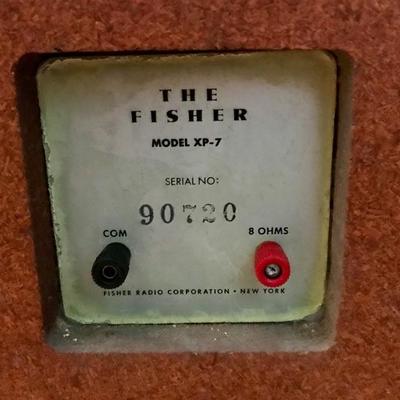 THE
FISHER
MODEL XP-7
SERIAL NO:
90720
COM 8 OHMS
FISHER RADIO CORPORATION • NEW YORK